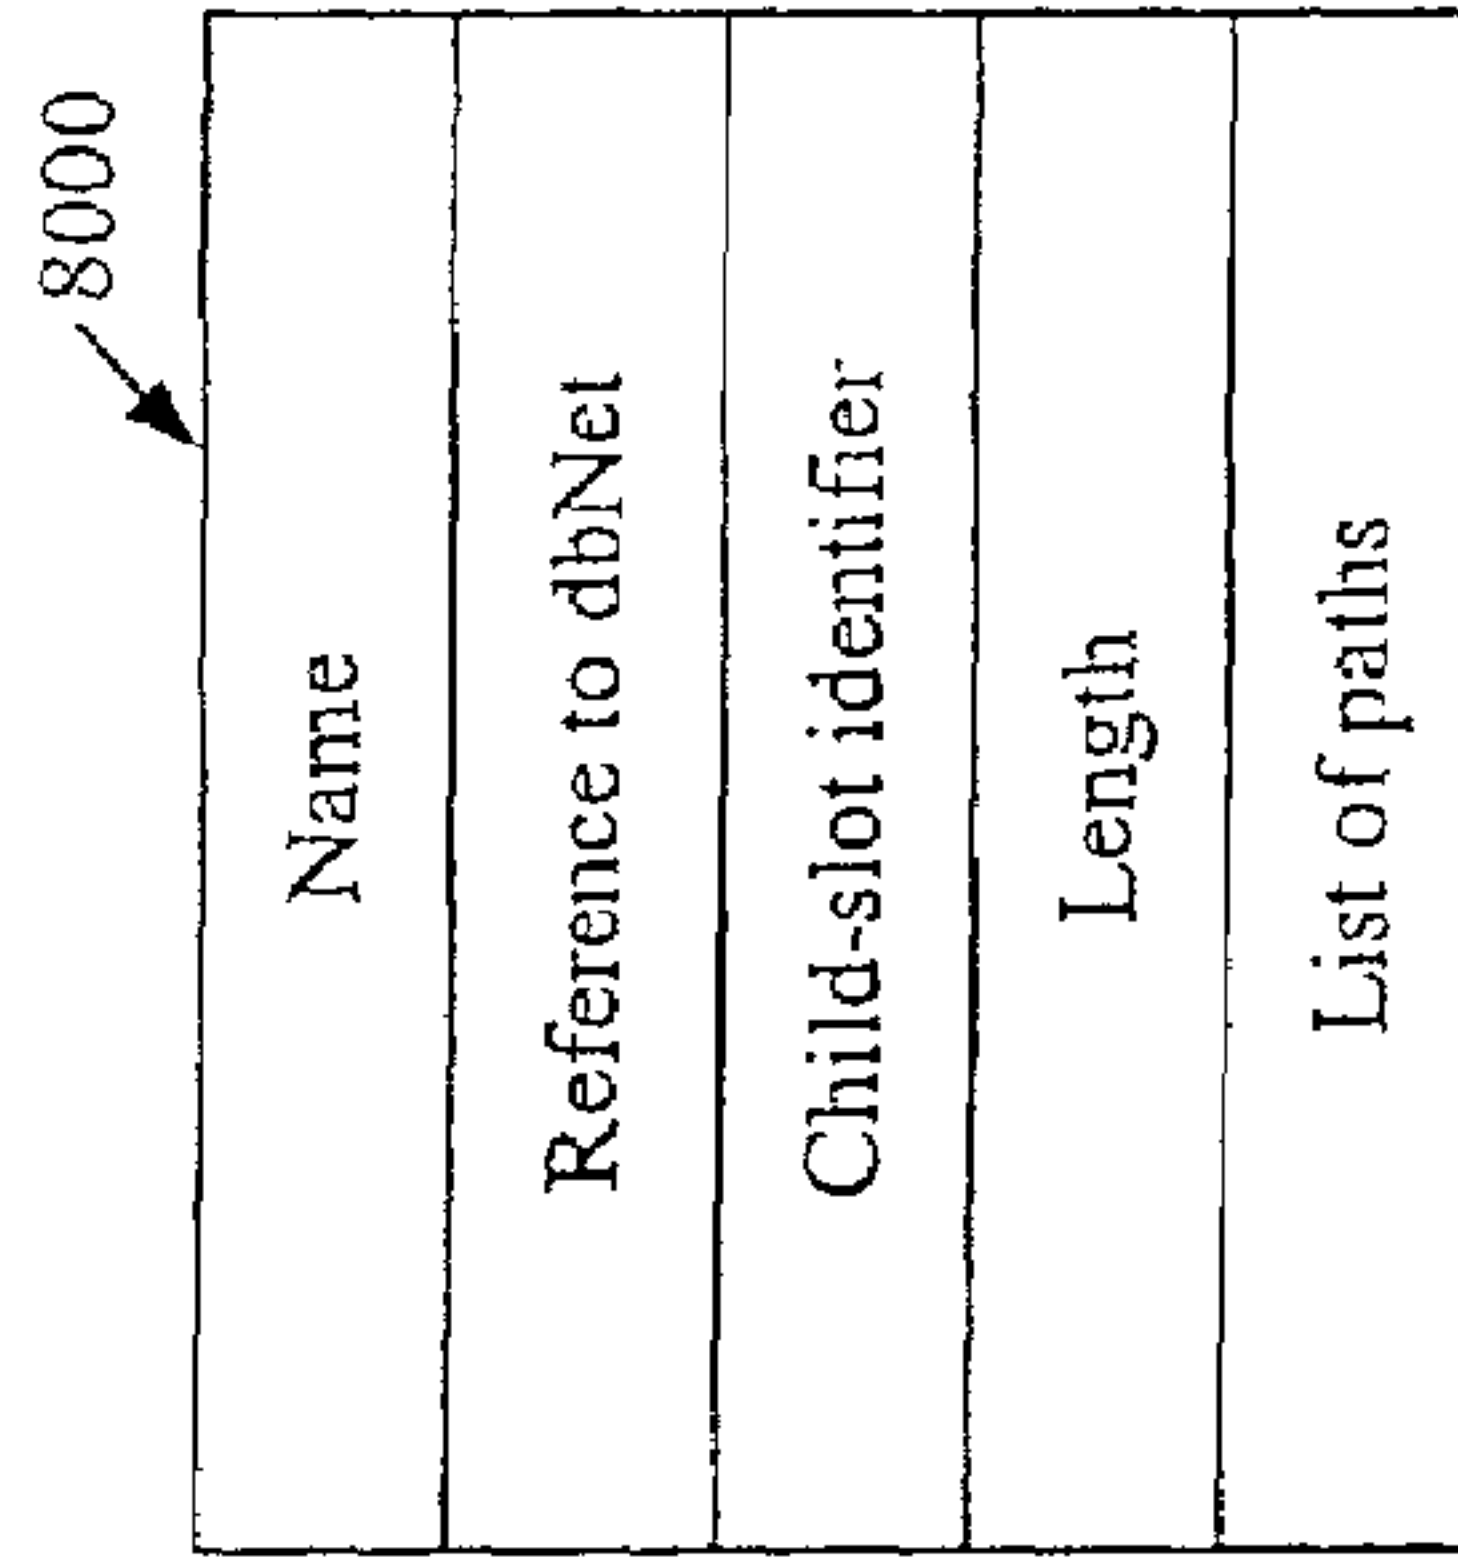 8000
Name
Reference to dbNet
Child-slot identifier
Length
List of paths